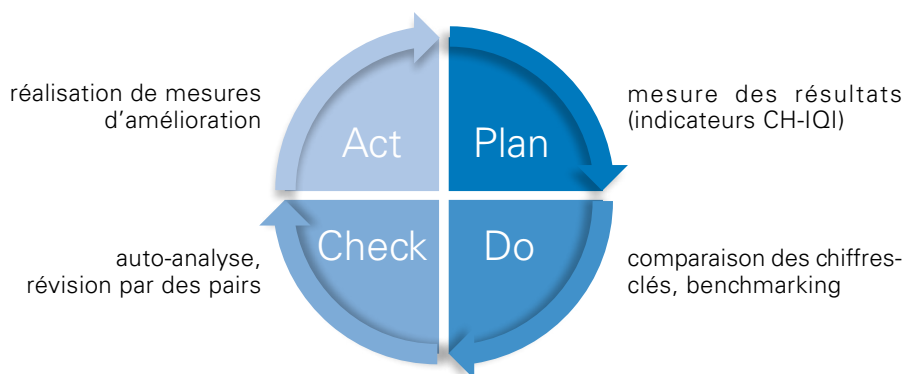 réalisation de mesures
d'amélioration
Act
Plan
mesure des résultats
(indicateurs CH-IQI)
auto-analyse,
révision par des pairs
Check
Do
comparaison des chiffres-
clés, benchmarking